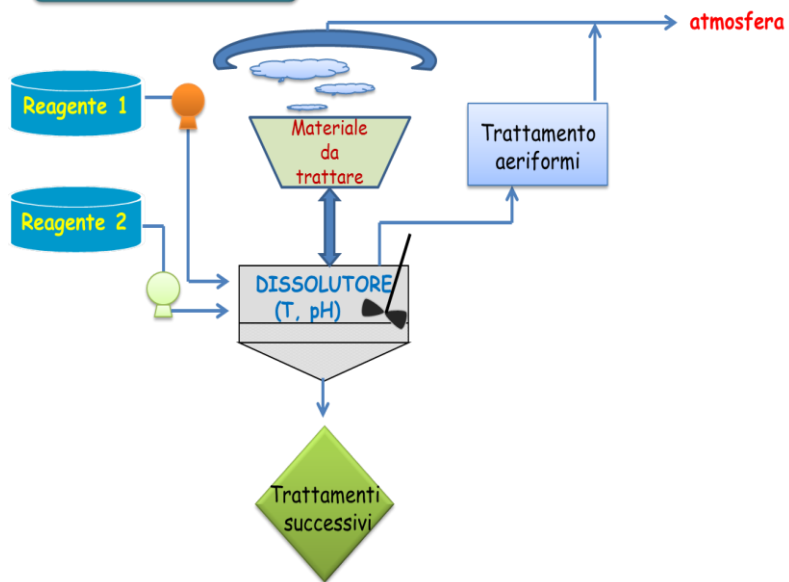 atmosfera
Reagente 1
Materiale
da
trattare
Trattamento
aeriformi
Reagente 2
DISSOLUTORE
(T, pH)
Trattamenti
successivi